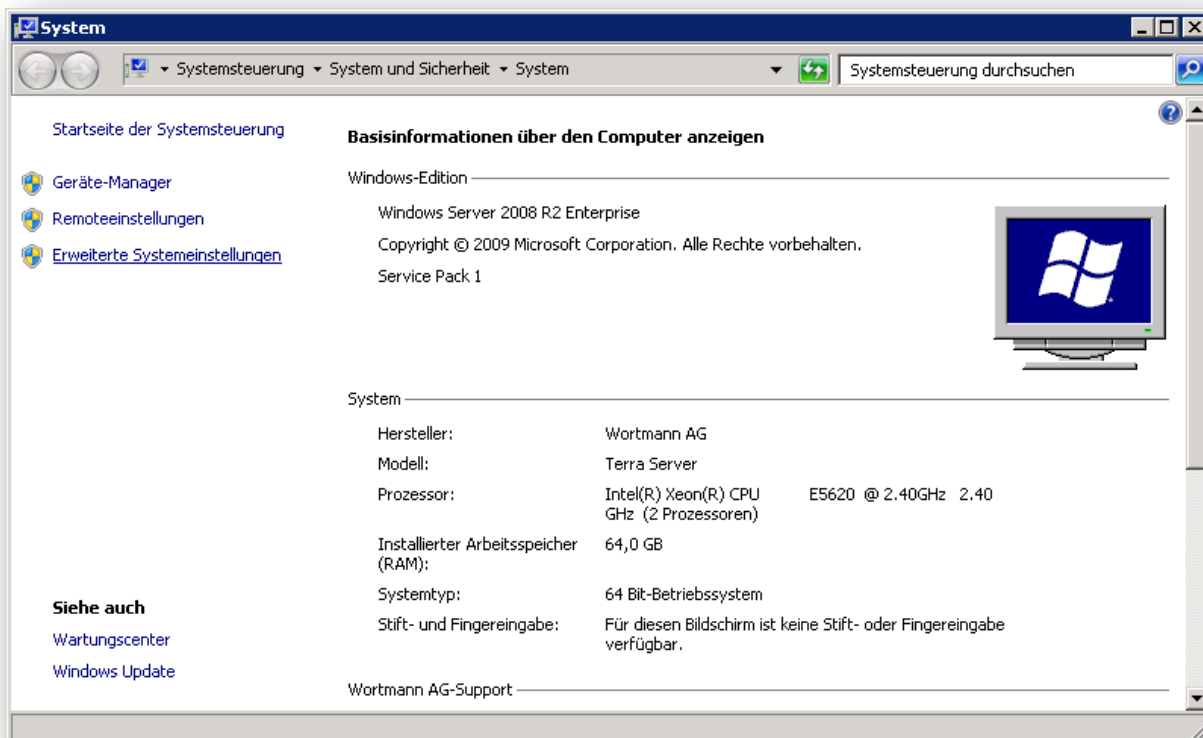 System
Systemsteuerung System und Sicherheit System
Systemsteuerung durchsuchen
Startseite der Systemsteuerung
Geräte-Manager
Remoteeinstellungen
Erweiterte Systemeinstellungen
Siehe auch
Wartungscenter
Windows Update
Basisinformationen über den Computer anzeigen
Windows-Edition
Windows Server 2008 R2 Enterprise
Copyright © 2009 Microsoft Corporation. Alle Rechte vorbehalten.
Service Pack 1
System
Hersteller: Wortmann AG
Modell: Terra Server
Prozessor: Intel(R) Xeon(R) CPU E5620 @ 2.40GHz 2.40
GHz (2 Prozessoren)
Installierter Arbeitsspeicher 64,0 GB
(RAM):
Systemtyp: 64 Bit-Betriebssystem
Stift- und Fingereingabe: Für diesen Bildschirm ist keine Stift- oder Fingereingabe
verfügbar.
Wortmann AG-Support